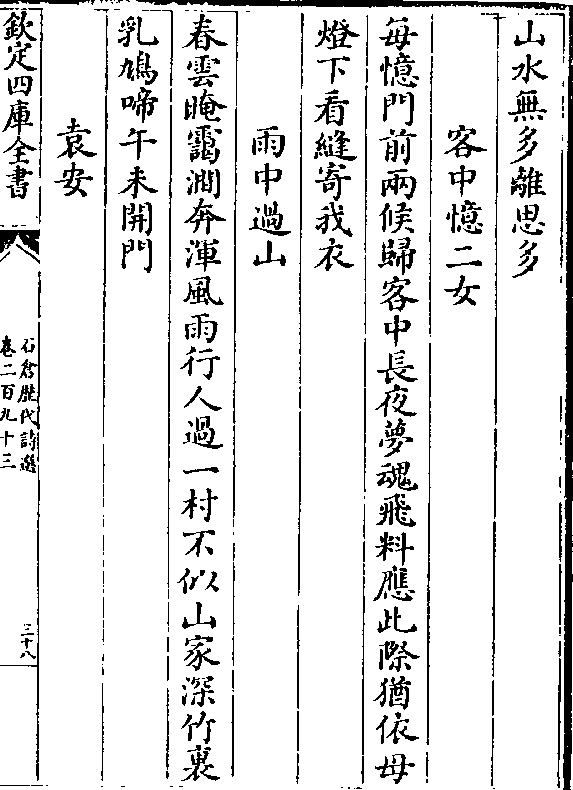 山水無多離思多
客中憶二女
每憶門前兩候歸客中長夜夢魂飛料應此際猶依母
燈下看縫寄我衣
雨中過山
春雲晻靄澗奔渾風雨行人過一村不似山家深竹裏
乳鳩啼午未開門
袁安
欽定四庫全書
石倉歷代詩選
卷二百九十三
三十八